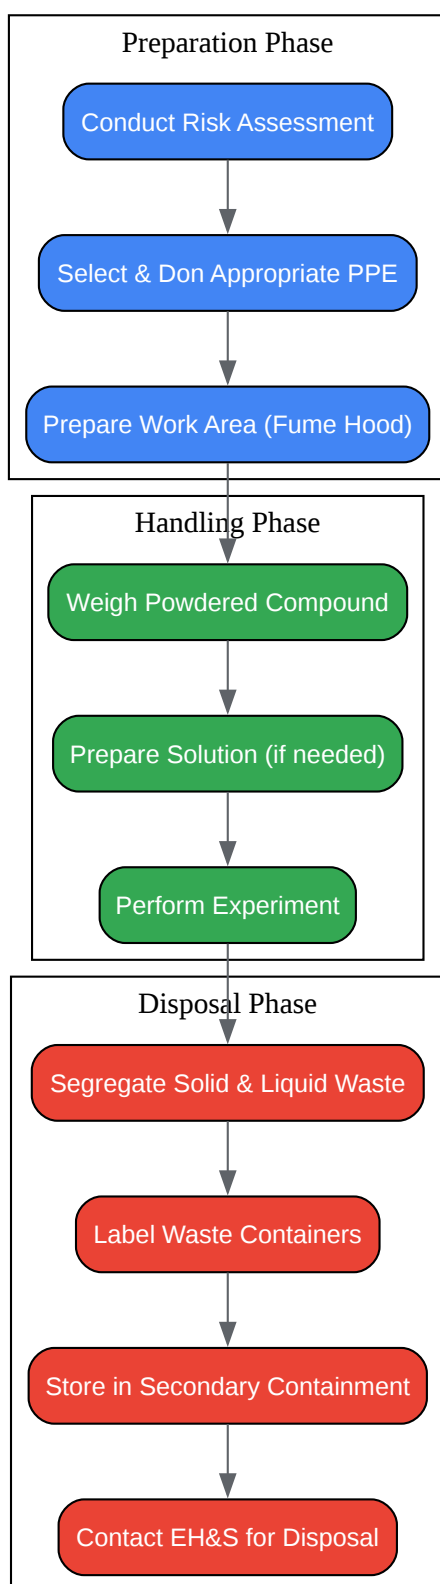 Preparation Phase
Conduct Risk Assessment
Select & Don Appropriate PPE
Prepare Work Area (Fume Hood)
Handling Phase
Weigh Powdered Compound
Prepare Solution (if needed)
Perform Experiment
Disposal Phase
Segregate Solid & Liquid Waste
Label Waste Containers
Store in Secondary Containment
Contact EH&S for Disposal